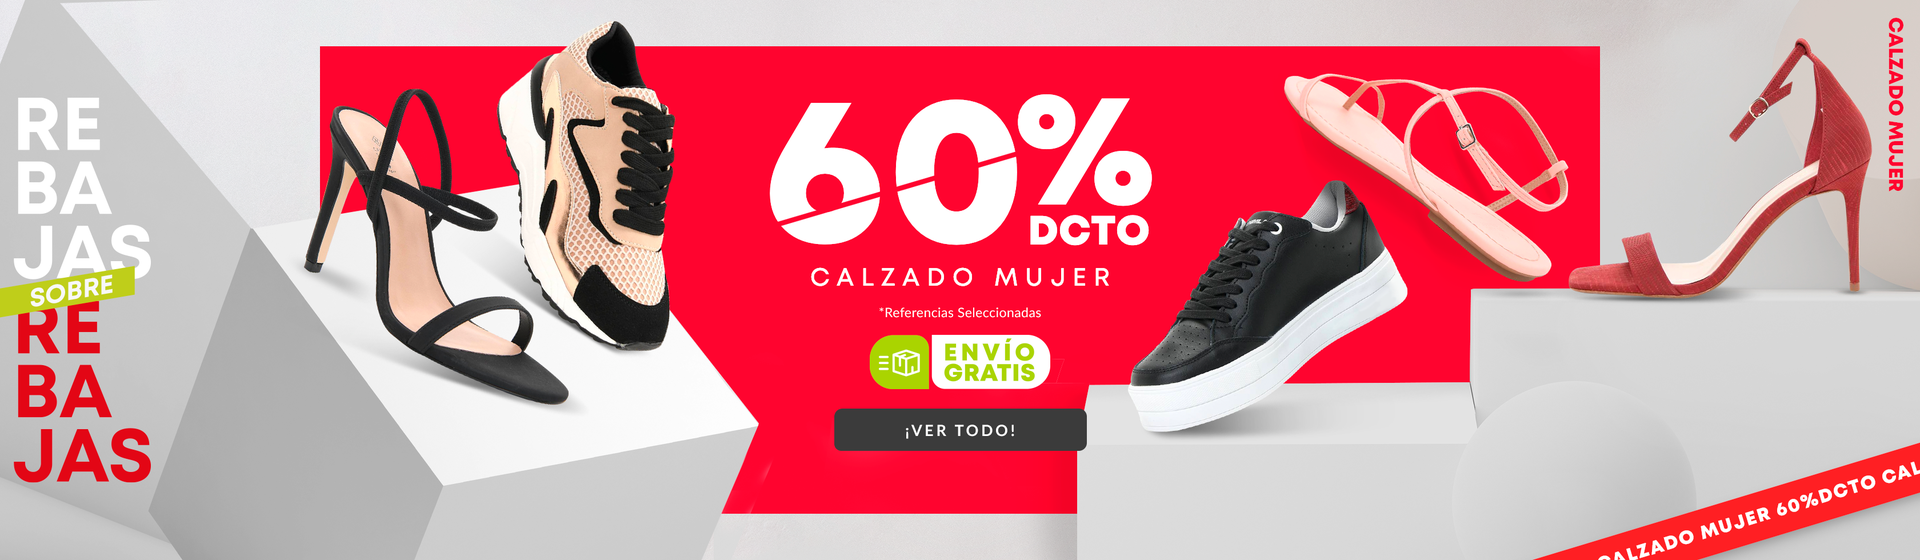 RE
BA
JAS
SOBRE
RE
BA
JAS
60%
DCTO
CALZADO MUJER
*Referencias Seleccionadas
ENVÍO
GRATIS
¡VER TODO!
CALZADO MUJER
CALZADO MUJER 60%DCTO CAL